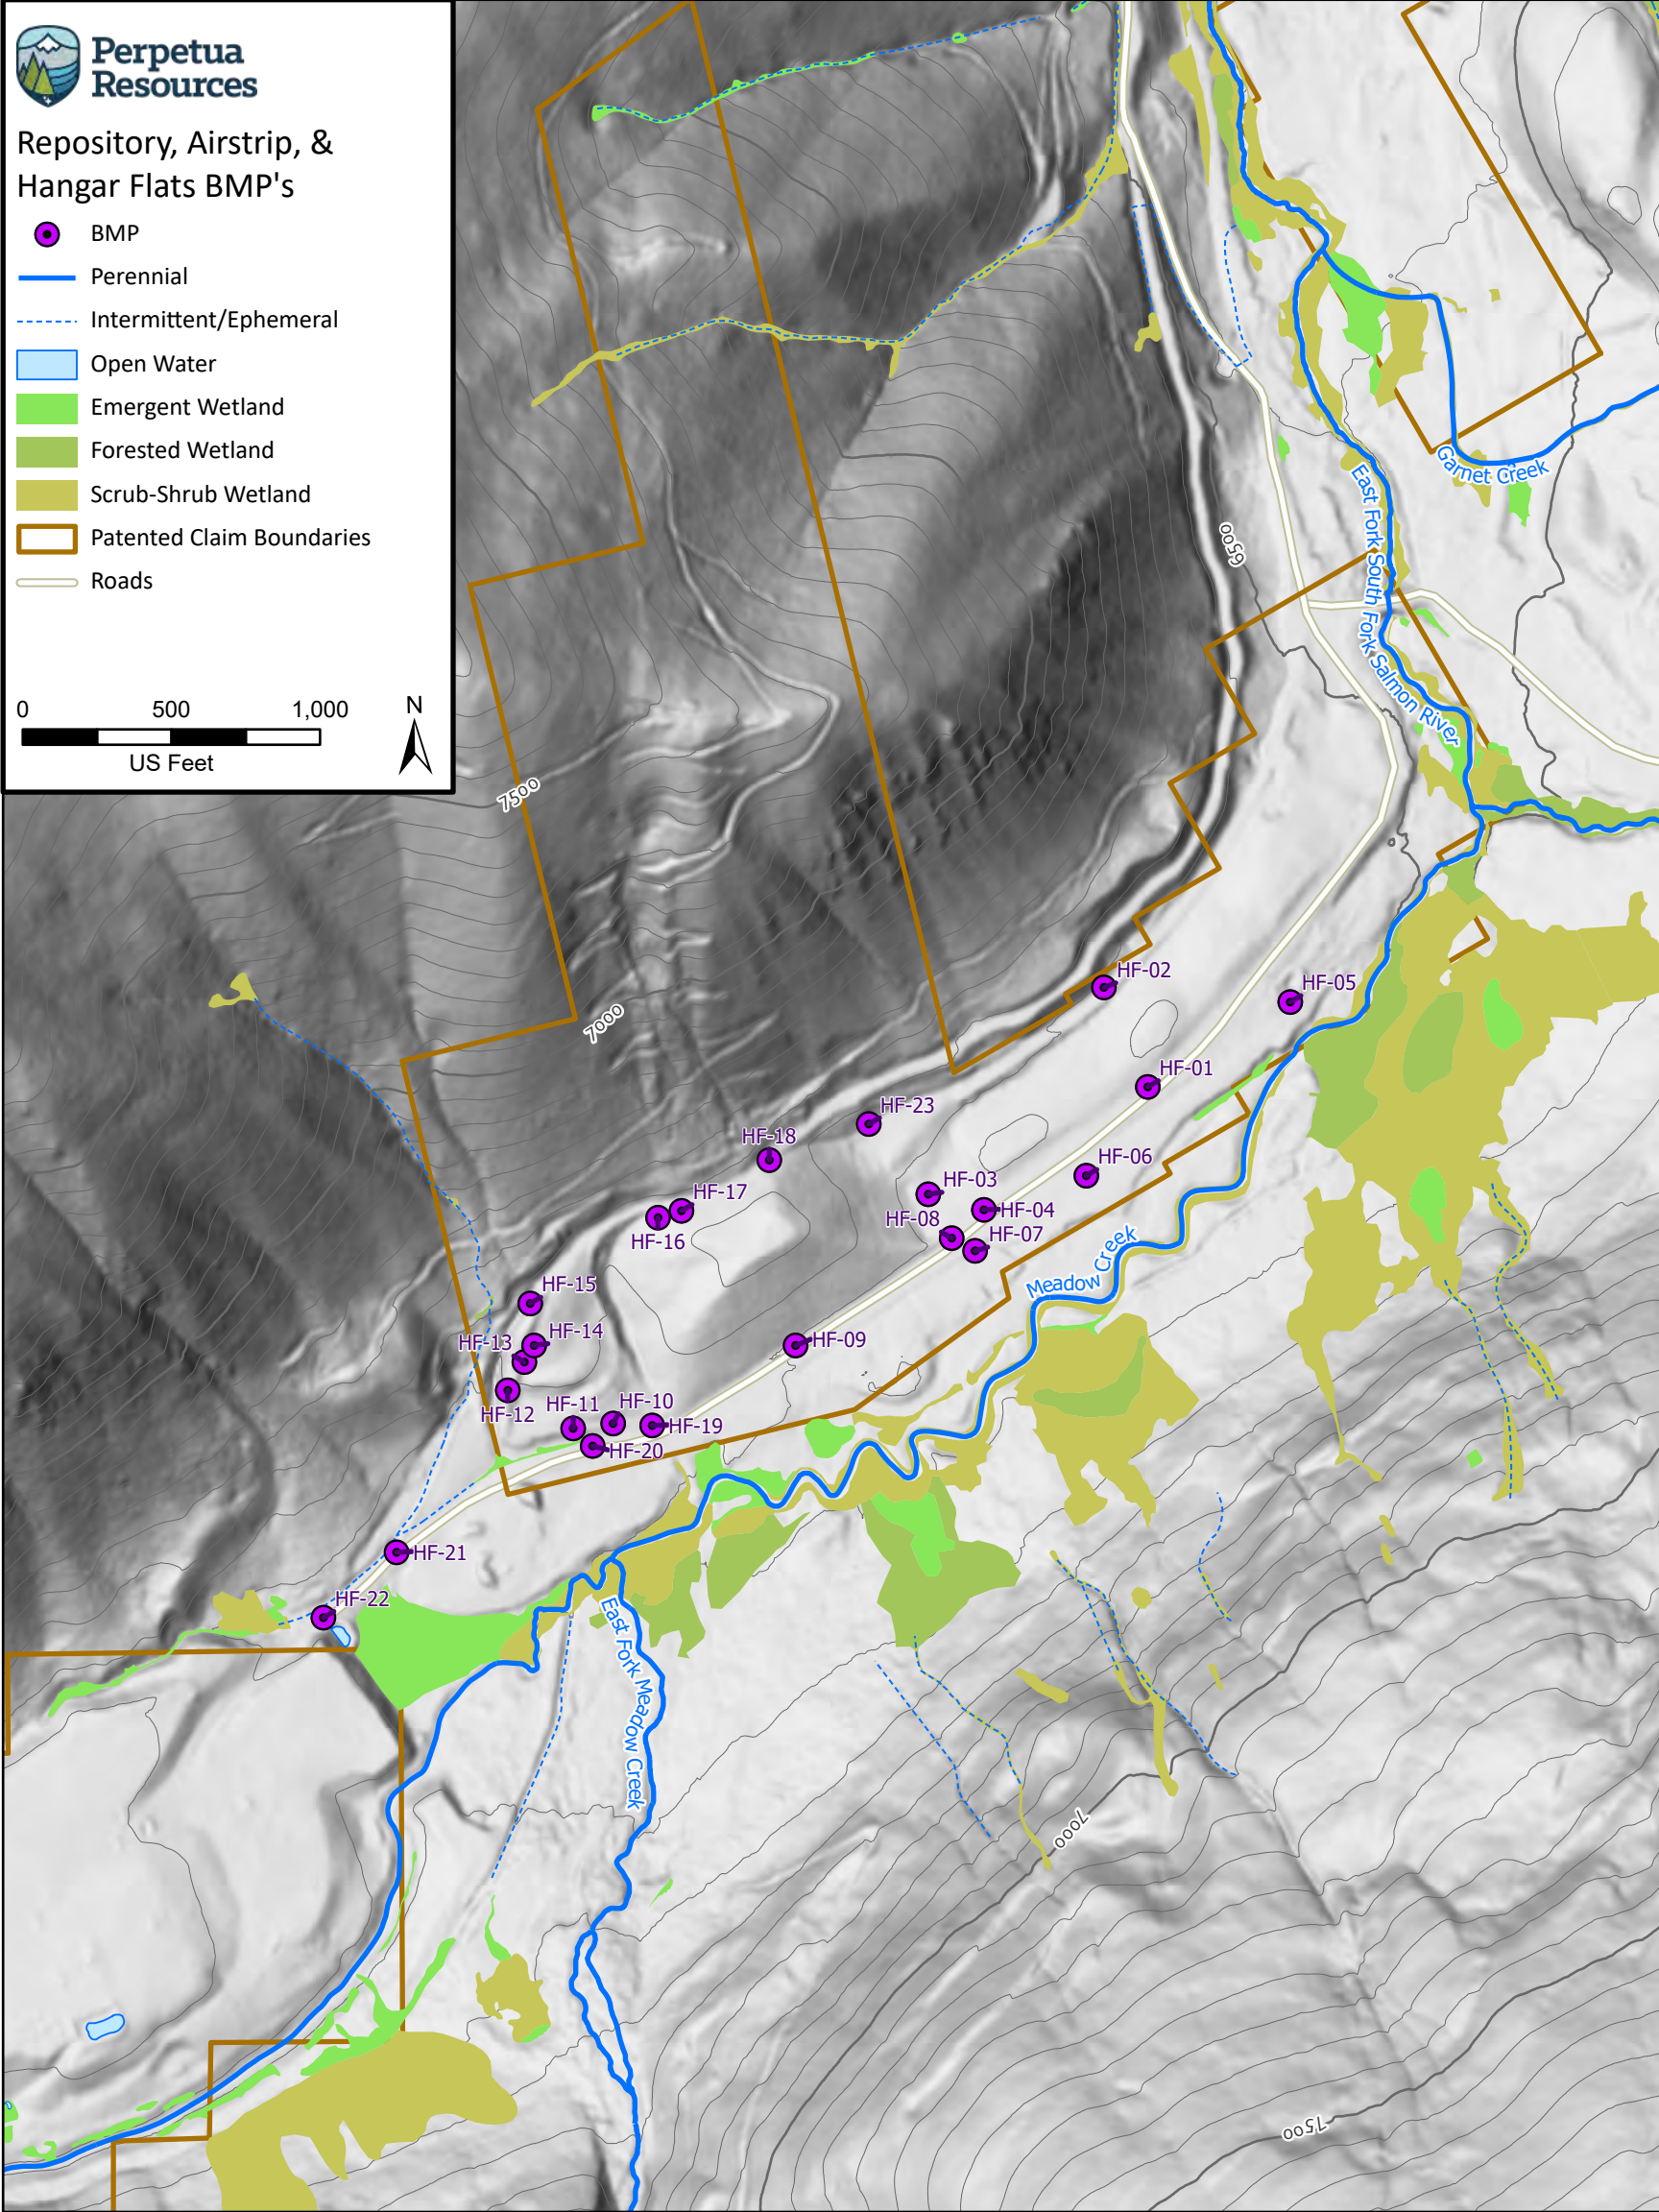 Perpetua
Resources
Repository, Airstrip, &
Hangar Flats BMP's
BMP
Perennial
Intermittent/Ephemeral
Open Water
Emergent Wetland
Forested Wetland
Scrub-Shrub Wetland
Patented Claim Boundaries
Roads
0 500 1,000
US Feet
N
Garnet Creek
East Fork South Fork Salmon River
6500
7500
7000
HF-02
HF-05
HF-01
HF-23
HF-18
HF-06
HF-03
HF-17
HF-04
HF-08
HF-07
HF-16
Meadow Creek
HF-15
HF-14
HF-13
HF-09
HF-12
HF-11
HF-10
HF-19
HF-20
HF-21
HF-22
East Fork Meadow Creek
7000
7500